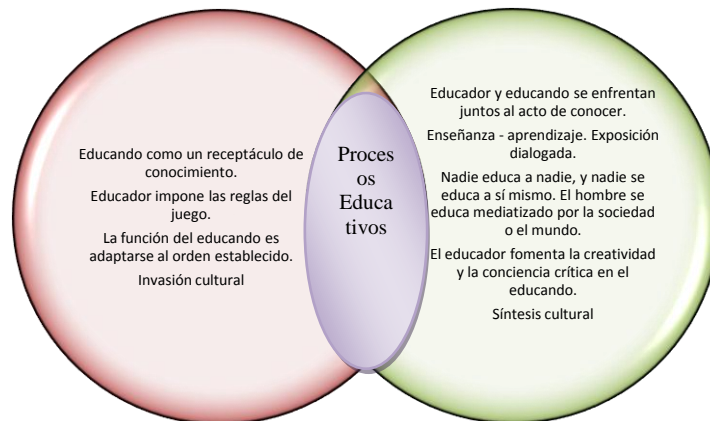 Educando como un receptáculo de
conocimiento.
Educador impone las reglas del
juego.
La función del educando es
adaptarse al orden establecido.
Invasión cultural
Proces
os
Educa
tivos
Educador y educando se enfrentan
juntos al acto de conocer.
Enseñanza - aprendizaje. Exposición
dialogada.
Nadie educa a nadie, y nadie se
educa a sí mismo. El hombre se
educa mediatizado por la sociedad
o el mundo.
El educador fomenta la creatividad
y la conciencia crítica en el
educando.
Síntesis cultural